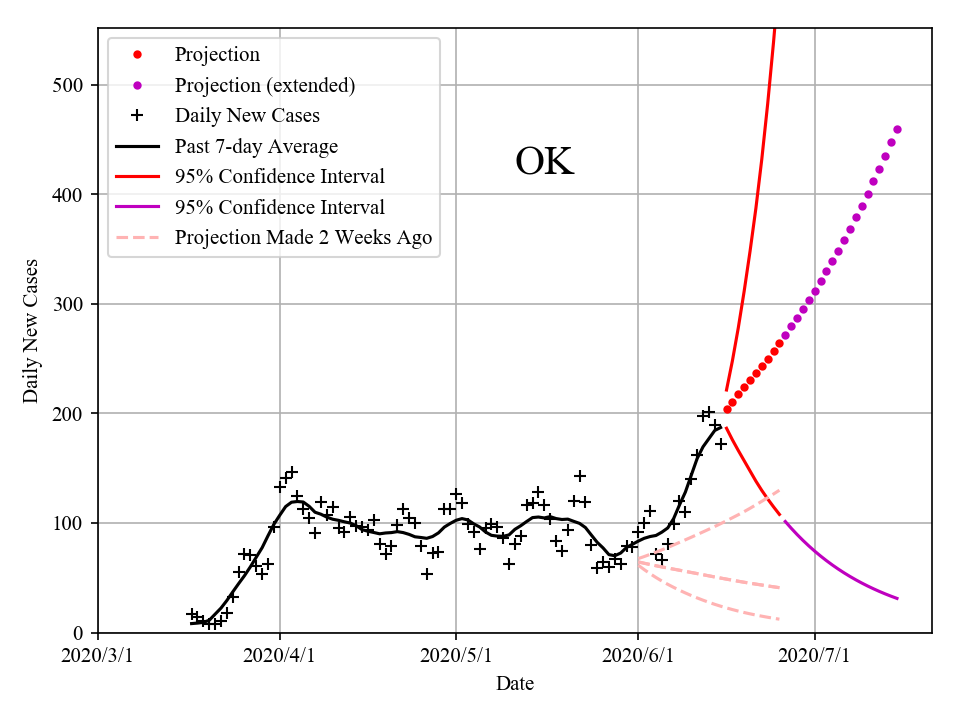 Projection
Projection (extended)
Daily New Cases
Past 7-day Average
95% Confidence Interval
95% Confidence Interval
Projection Made 2 Weeks Ago
OK
500
400
300
200
100
0
Daily New Cases
2020/3/1 2020/4/1 2020/5/1 2020/6/1 2020/7/1
Date